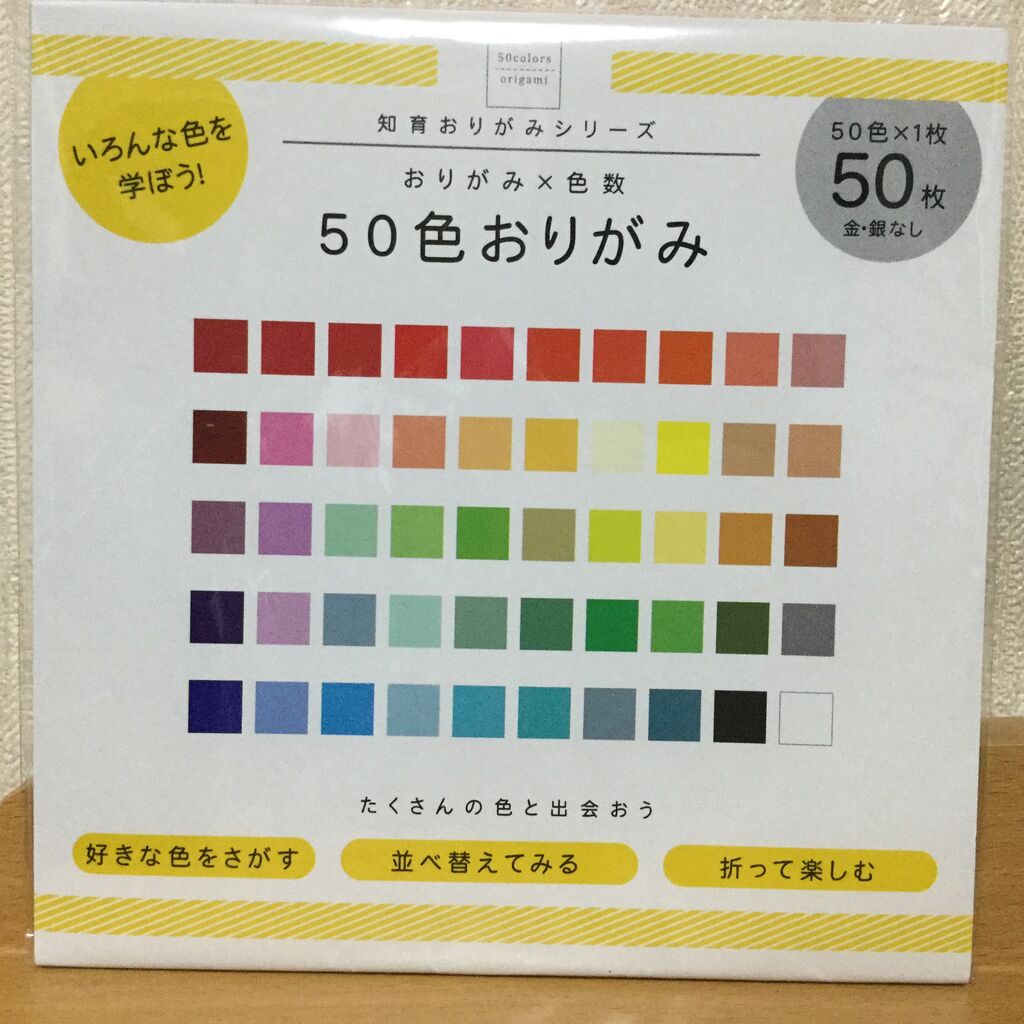 50colors
origami
いろんな色を
学ぼう!
知育おりがみシリーズ
おりがみ×色数
50色おりがみ
50色×1枚
50枚
金・銀なし
たくさんの色と出会おう
好きな色をさがす
並べ替えてみる
折って楽しむ